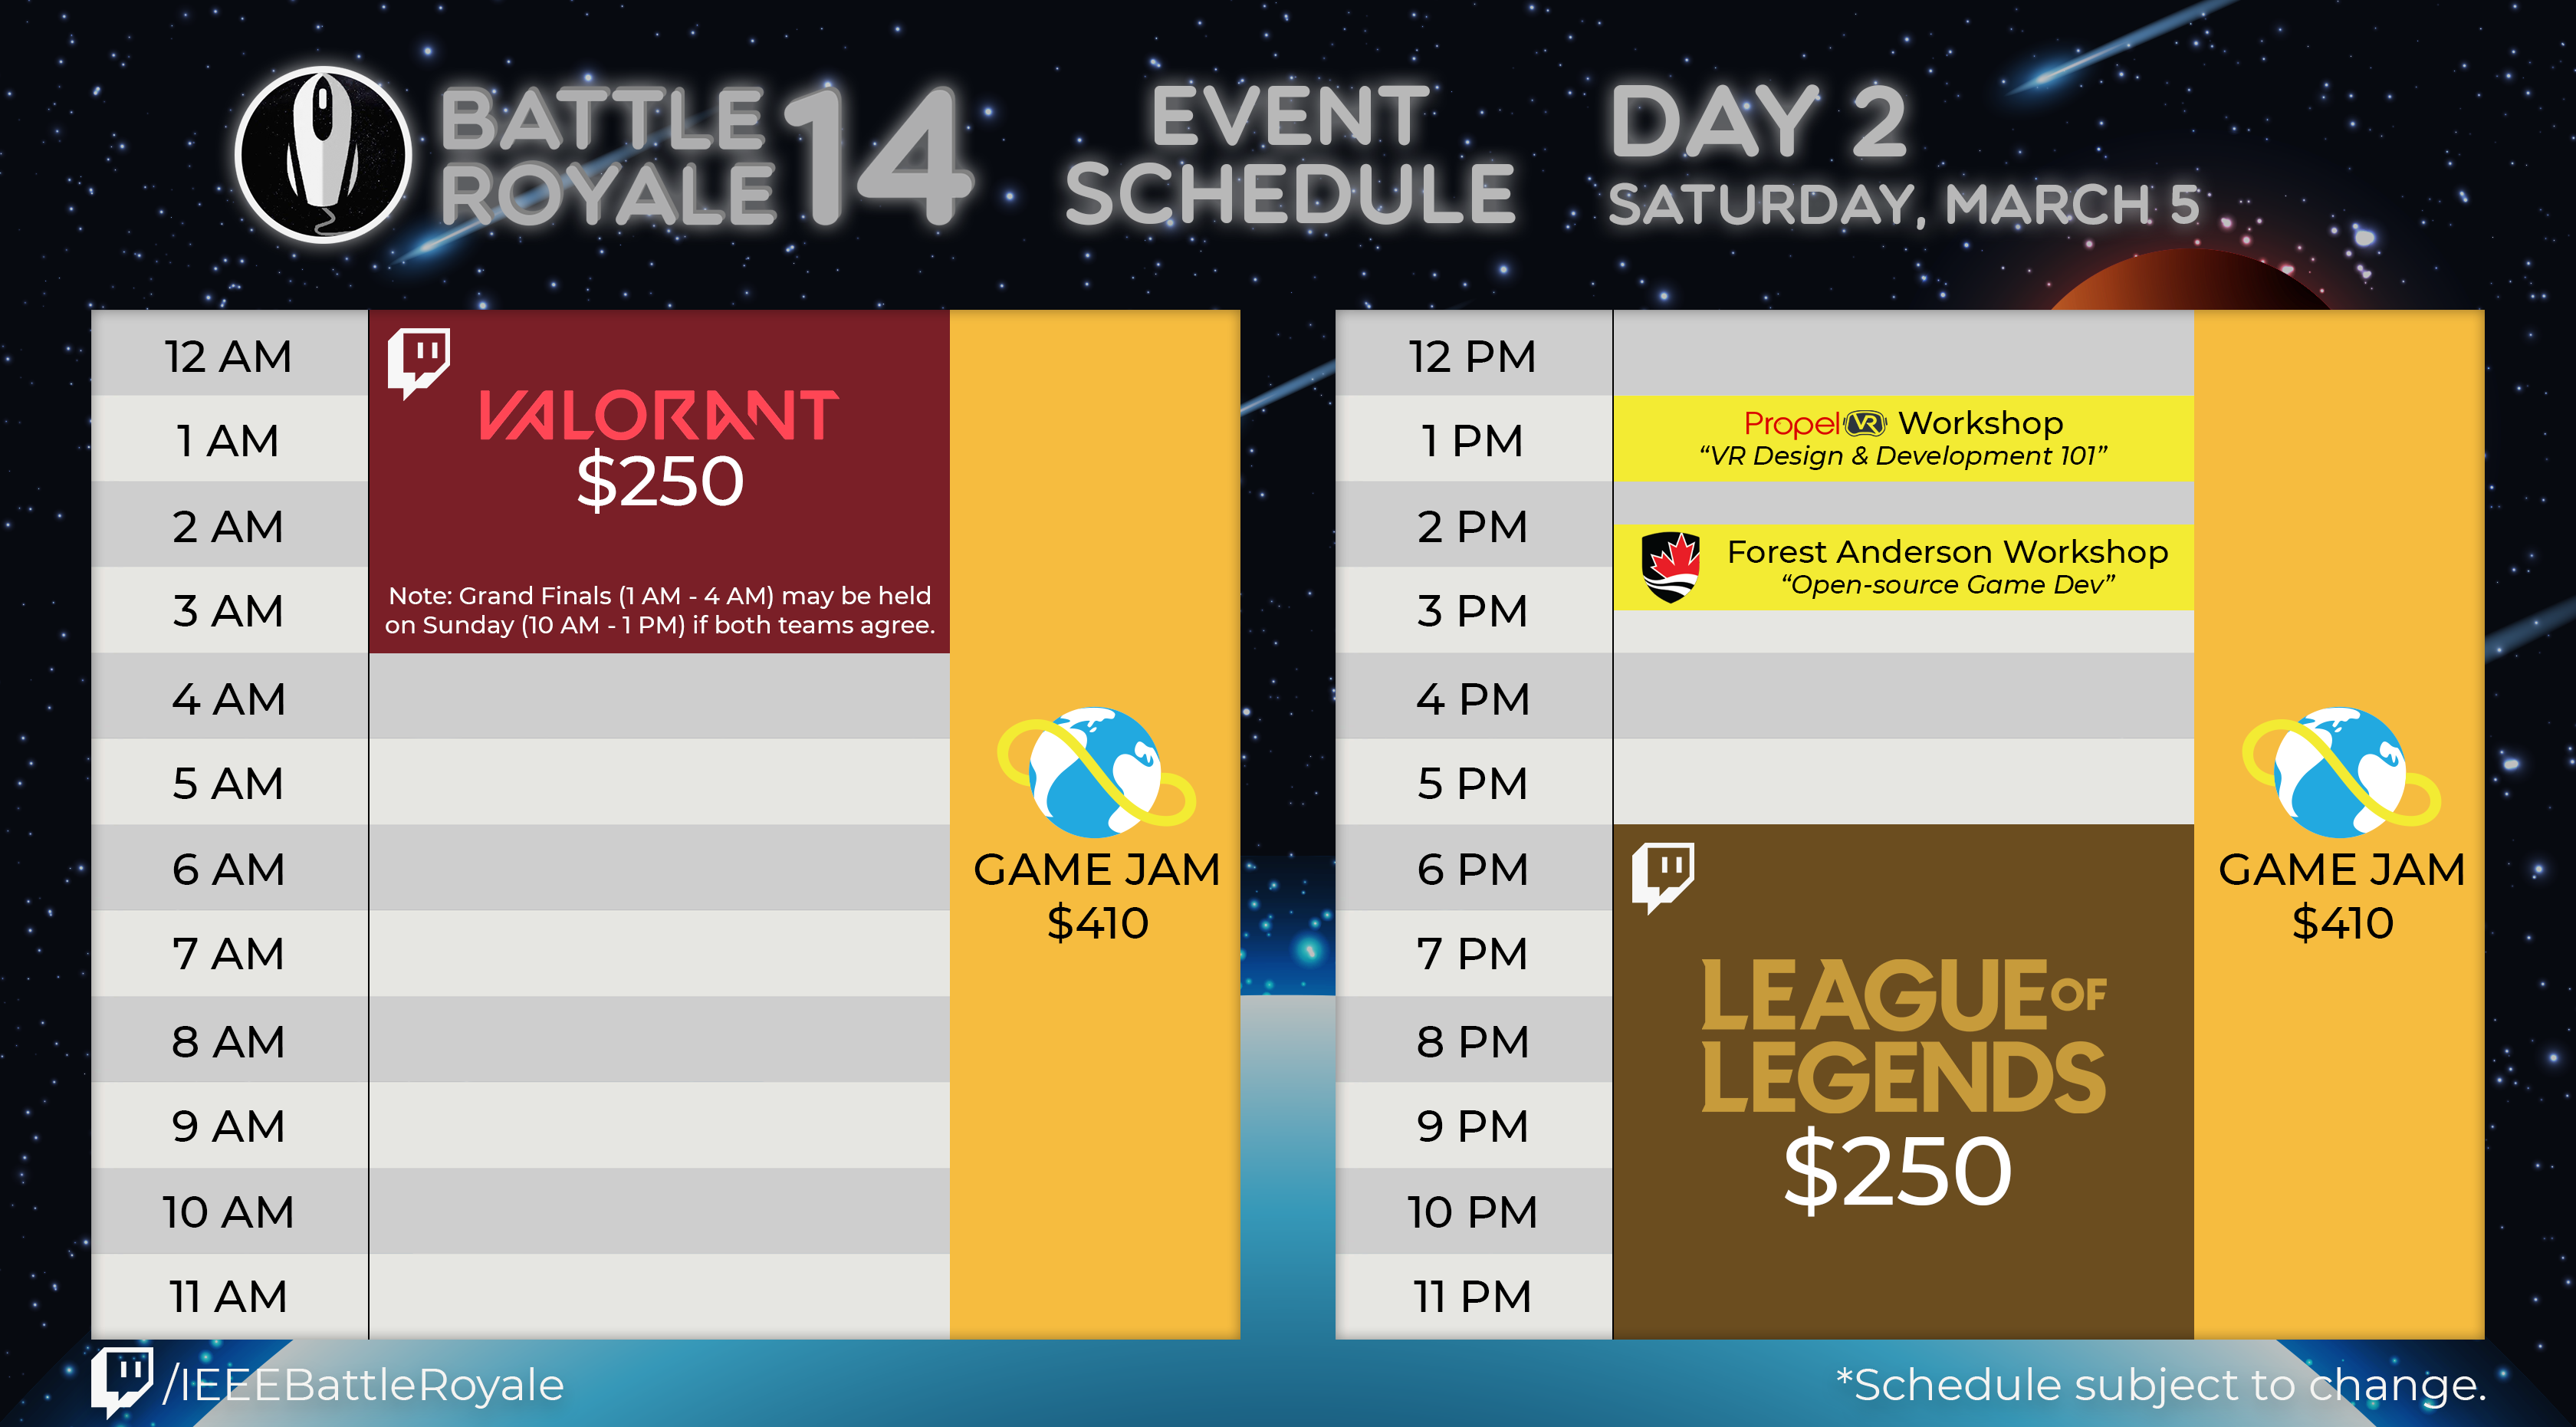 BATTLE
ROYALE 14
EVENT
SCHEDULE
DAY 2
SATURDAY, MARCH 5
12 AM
1 AM
2 AM
3 AM
4 AM
5 AM
6 AM
7 AM
8 AM
9 AM
10 AM
11 AM
VALORANT
$250
Note: Grand Finals (1 AM - 4 AM) may be held
on Sunday (10 AM - 1 PM) if both teams agree.
GAME JAM
$410
12 PM
1 PM
2 PM
3 PM
4 PM
5 PM
6 PM
7 PM
8 PM
9 PM
10 PM
11 PM
Propel VR Workshop
“VR Design & Development 101”
Forest Anderson Workshop
“Open-source Game Dev”
LEAGUE OF
LEGENDS
$250
GAME JAM
$410
/IEEEBattleRoyale
*Schedule subject to change.